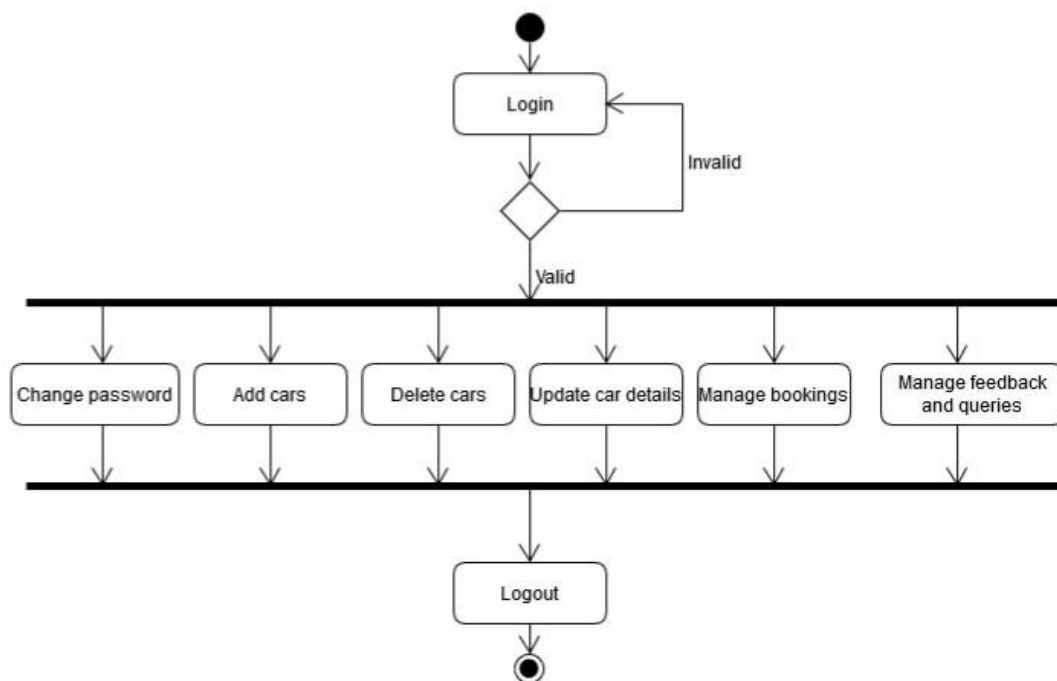 Login
Invalid
Valid
Change password
Add cars
Delete cars
Update car details
Manage bookings
Manage feedback
and queries
Logout